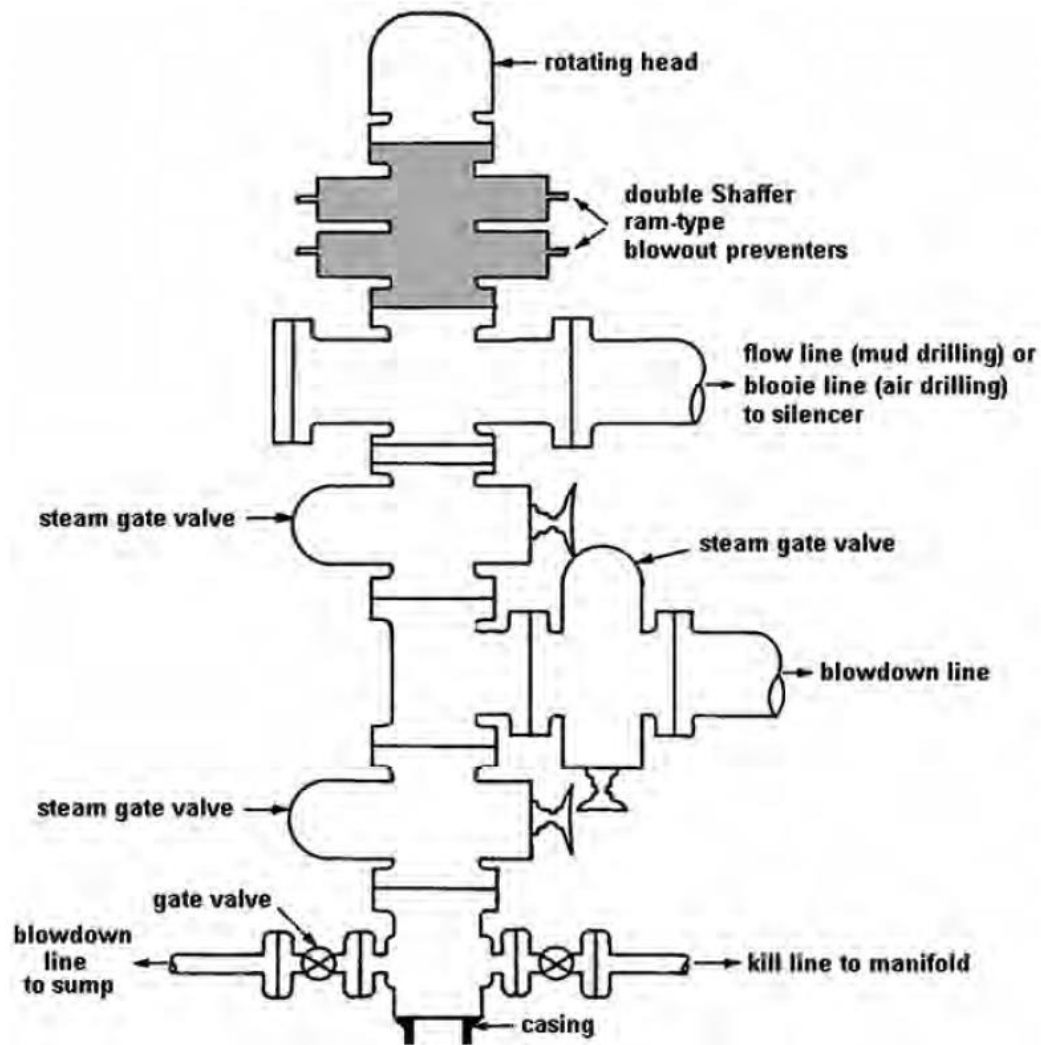 rotating head
double Shaffer
ram-type
blowout preventers
flow line (mud drilling) or
blooie line (air drilling)
to silencer
steam gate valve
steam gate valve
blowdown line
steam gate valve
gate valve
blowdown
line
to sump
kill line to manifold
casing